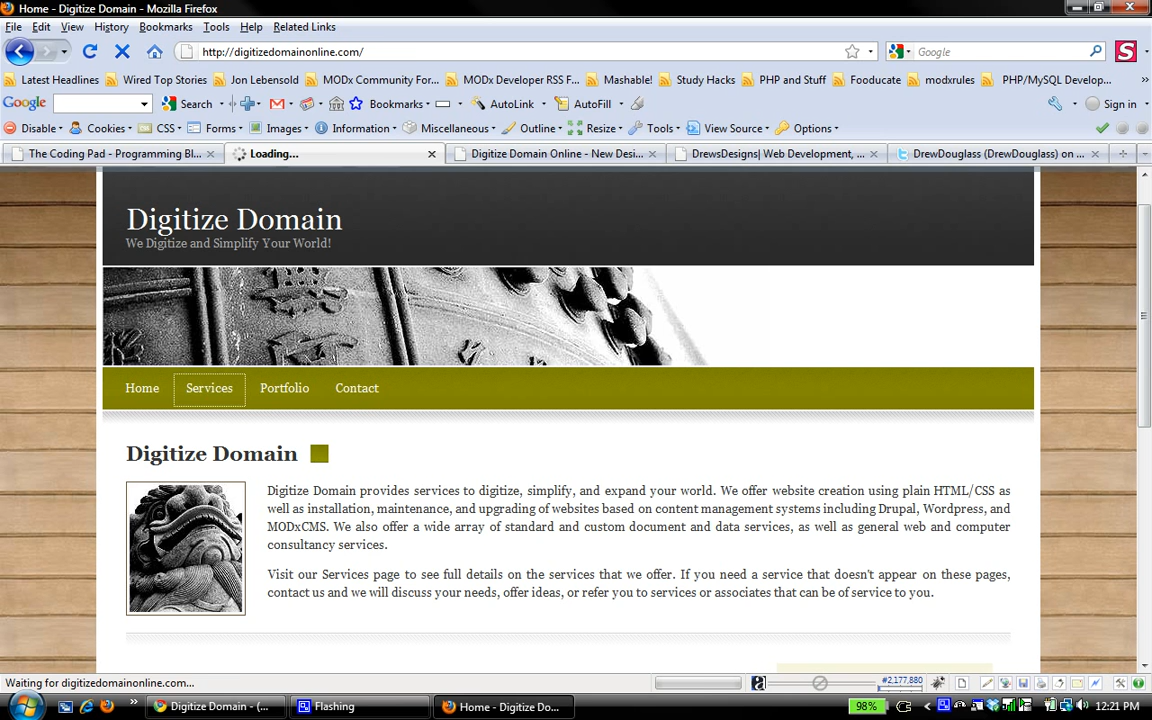 Home - Digitize Domain - Mozilla Firefox
File Edit View History Bookmarks Tools Help Related Links
http://digitizedomainonline.com/ Google
Latest Headlines Wired Top Stories Jon Lebensold MODx Community For... MODx Developer RSS F... Mashable! Study Hacks PHP and Stuff Fooducate modxrules PHP/MySQL Develop... »
Google Search Bookmarks AutoLink AutoFill Sign in
Disable Cookies CSS Forms Images Information Miscellaneous Outline Resize Tools View Source Options
The Coding Pad - Programming Bl... Loading... Digitize Domain Online - New Desi... DrewsDesigns| Web Development, ... DrewDouglass (DrewDouglass) on ...
Digitize Domain
We Digitize and Simplify Your World!
Home Services Portfolio Contact
Digitize Domain
Digitize Domain provides services to digitize, simplify, and expand your world. We offer website creation using plain HTML/CSS as
well as installation, maintenance, and upgrading of websites based on content management systems including Drupal, Wordpress, and
MODxCMS. We also offer a wide array of standard and custom document and data services, as well as general web and computer
consultancy services.
Visit our Services page to see full details on the services that we offer. If you need a service that doesn't appear on these pages,
contact us and we will discuss your needs, offer ideas, or refer you to services or associates that can be of service to you.
Waiting for digitizedomainonline.com... #2,177,880
Digitize Domain - (... Flashing Home - Digitize Do... 98% 12:21 PM